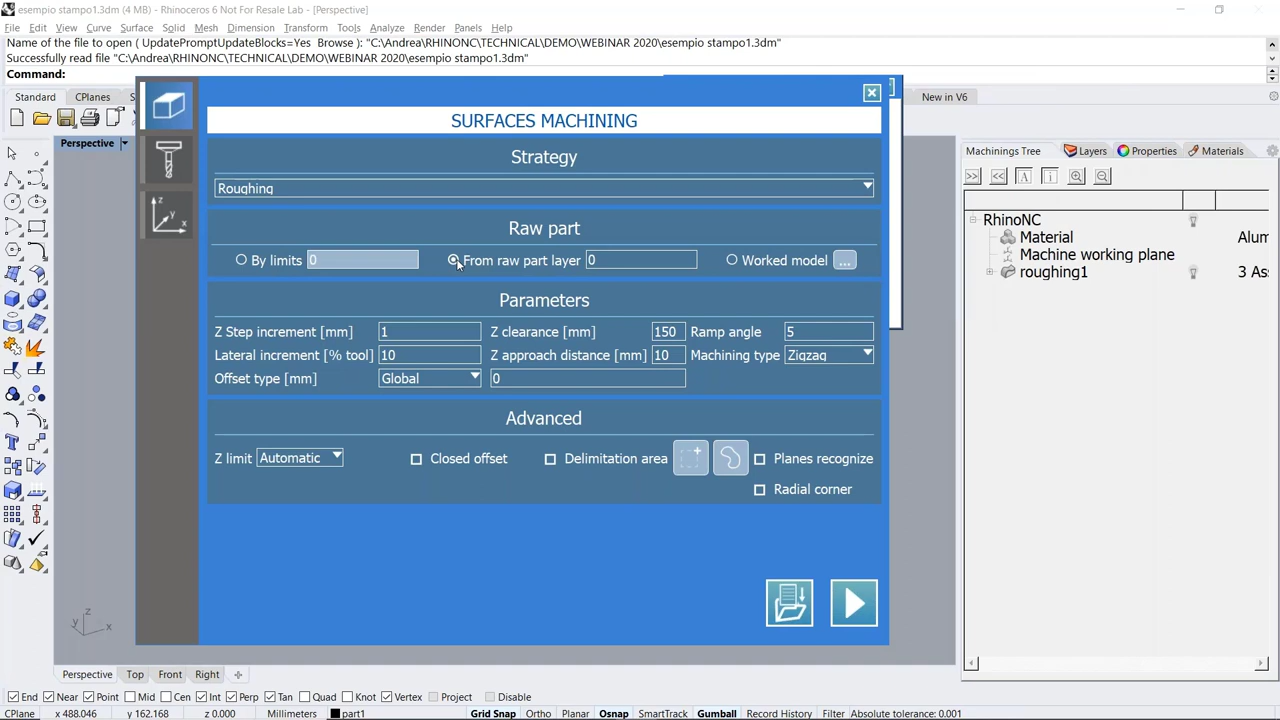 esempio stampo1.3dm (4 MB) - Rhinoceros 6 Not For Resale Lab - [Perspective]
File Edit View Curve Surface Solid Mesh Dimension Transform Tools Analyze Render Panels Help
Name of the file to open ( UpdatePromptUpdateBlocks=Yes Browse ): "C:\Andrea\RHINONC\TECHNICAL\DEMO\WEBINAR 2020\esempio stampo1.3dm"
Successfully read file "C:\Andrea\RHINONC\TECHNICAL\DEMO\WEBINAR 2020\esempio stampo1.3dm"
Command:
Standard CPlanes S New in V6
Perspective
SURFACES MACHINING
Strategy
Roughing
Raw part
By limits 0 From raw part layer 0 Worked model ...
Parameters
Z Step increment [mm] 1 Z clearance [mm] 150 Ramp angle 5
Lateral increment [% tool] 10 Z approach distance [mm] 10 Machining type Zigzag
Offset type [mm] Global 0
Advanced
Z limit Automatic Closed offset Delimitation area Planes recognize
Radial corner
z
y
x
Machinings Tree Layers Properties Materials
>> << A i
RhinoNC
Material Alum
Machine working plane
roughing1 3 Ass
z
y x
Perspective Top Front Right
End Near Point Mid Cen Int Perp Tan Quad Knot Vertex Project Disable
CPlane x 488.046 y 162.168 z 0.000 Millimeters part1 Grid Snap Ortho Planar Osnap SmartTrack Gumball Record History Filter Absolute tolerance: 0.001